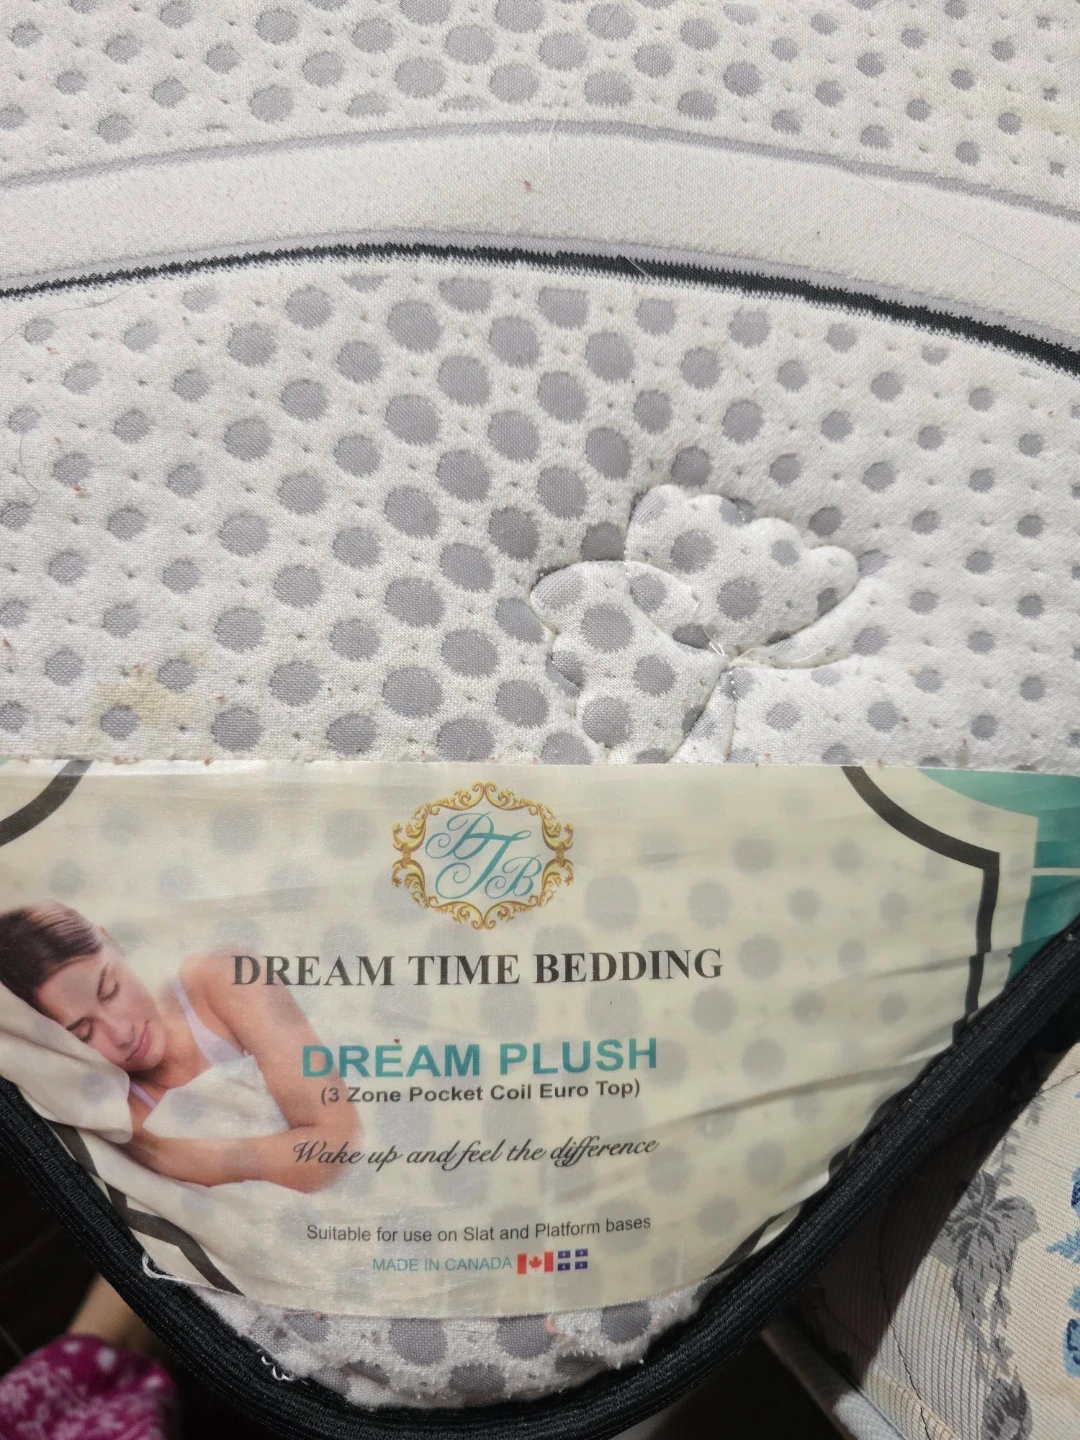 DTB
DREAM TIME BEDDING
DREAM PLUSH
(3 Zone Pocket Coil Euro Top)
Wake up and feel the difference
Suitable for use on Slat and Platform bases
MADE IN CANADA